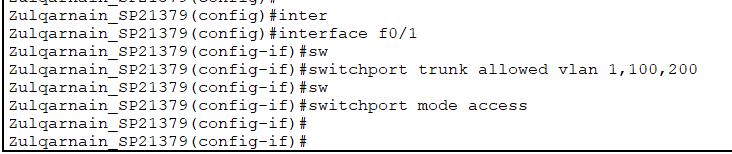 Zulqarnain_SP21379(config)#
Zulqarnain_SP21379(config)#inter
Zulqarnain_SP21379(config)#interface f0/1
Zulqarnain_SP21379(config-if)#sw
Zulqarnain_SP21379(config-if)#switchport trunk allowed vlan 1,100,200
Zulqarnain_SP21379(config-if)#sw
Zulqarnain_SP21379(config-if)#switchport mode access
Zulqarnain_SP21379(config-if)#
Zulqarnain_SP21379(config-if)#